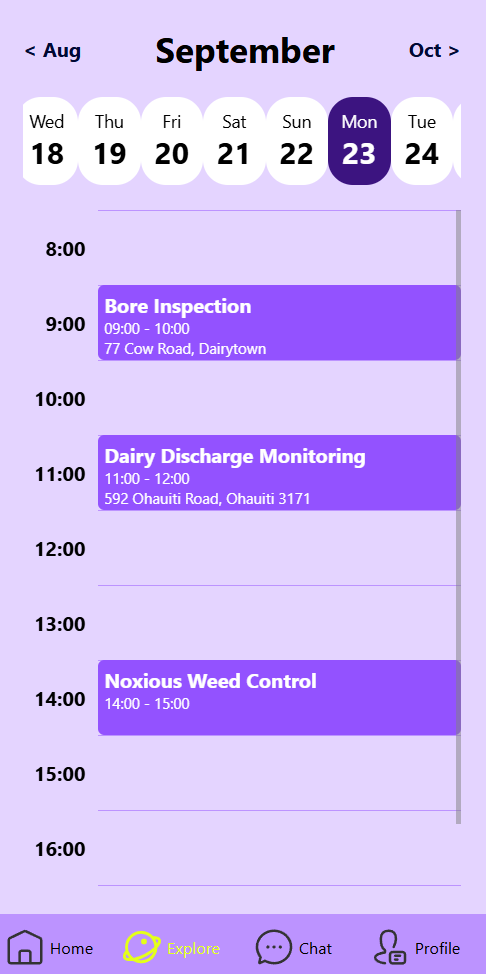 < Aug September Oct >
Wed Thu Fri Sat Sun Mon Tue
18 19 20 21 22 23 24
8:00
9:00
Bore Inspection
09:00 - 10:00
77 Cow Road, Dairytown
10:00
11:00
Dairy Discharge Monitoring
11:00 - 12:00
592 Ohauiti Road, Ohauiti 3171
12:00
13:00
14:00
Noxious Weed Control
14:00 - 15:00
15:00
16:00
Home Explore Chat Profile